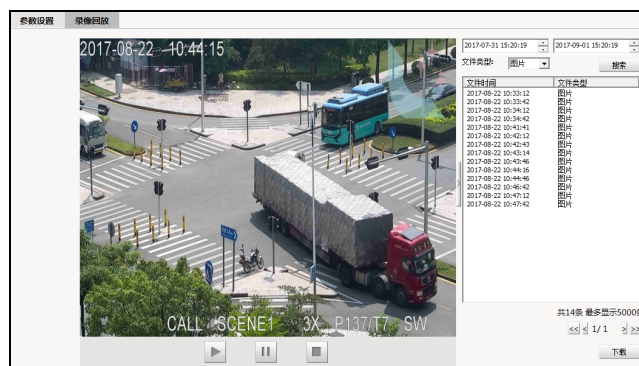 参数设置 录像回放
2017-08-22 10:44:15
CALL SCENE1 3X P137/T7 SW
2017-07-31 15:20:19 2017-09-01 15:20:19
文件类型: 图片 搜索
文件时间 文件类型
2017-08-22 10:33:12 图片
2017-08-22 10:33:42 图片
2017-08-22 10:34:12 图片
2017-08-22 10:34:42 图片
2017-08-22 10:41:41 图片
2017-08-22 10:42:12 图片
2017-08-22 10:42:43 图片
2017-08-22 10:43:14 图片
2017-08-22 10:43:46 图片
2017-08-22 10:44:16 图片
2017-08-22 10:44:46 图片
2017-08-22 10:46:42 图片
2017-08-22 10:47:12 图片
2017-08-22 10:47:42 图片
共14条 最多显示5000
<< < 1/ 1 > >>
下载